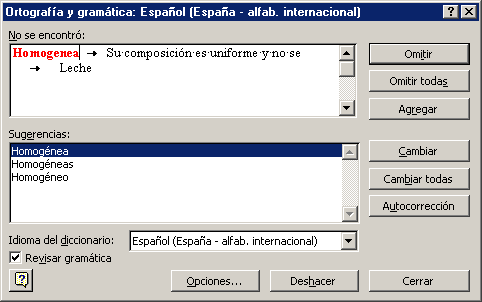 Ortografía y gramática: Español (España - alfab. internacional)
No se encontró:
Homogenea → Su·composición·es·uniforme·y·no·se
→ Leche
Omitir
Omitir todas
Agregar
Sugerencias:
Homogénea
Homogéneas
Homogéneo
Cambiar
Cambiar todas
Autocorrección
Idioma del diccionario:
Español (España - alfab. internacional)
Revisar gramática
Opciones...
Deshacer
Cerrar